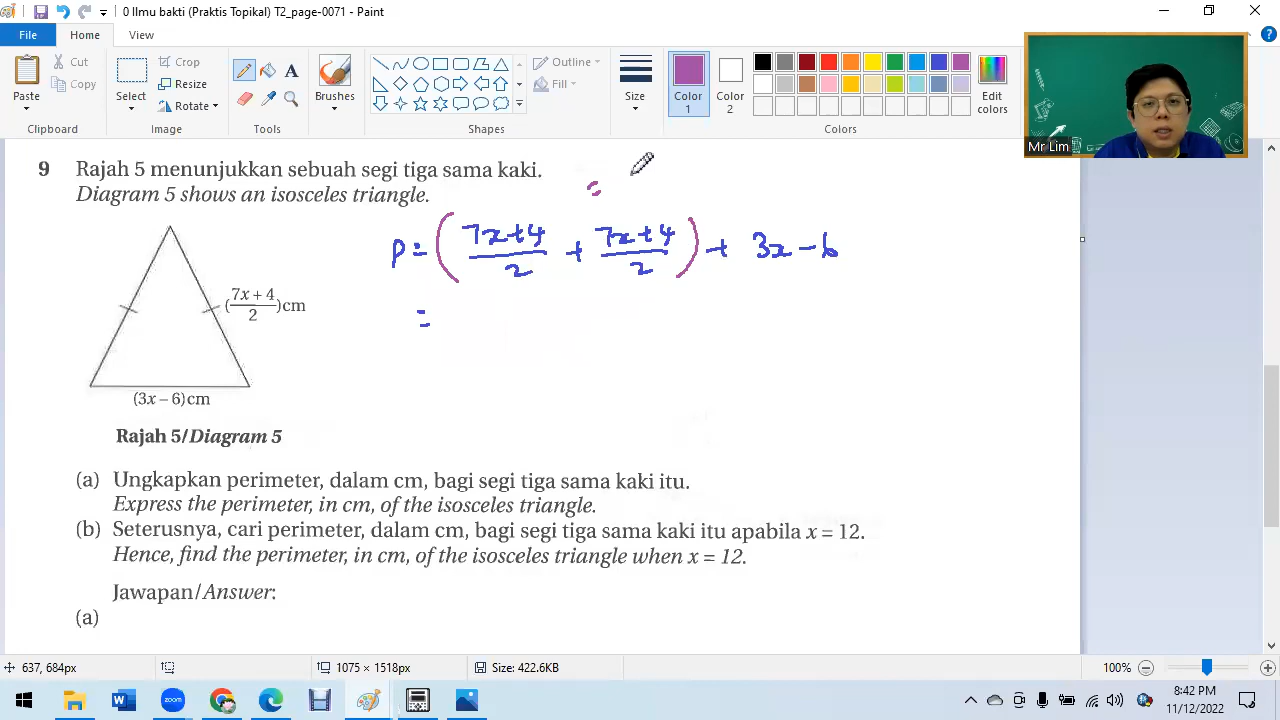 0 Ilmu bakti (Praktis Topikal) T2_page-0071 - Paint
File Home View
Paste Cut Copy
Select Crop Resize Rotate
A
Brushes
Outline
Fill
Size
Color 1
Color 2
Edit colors
Clipboard Image Tools Shapes Colors
Mr Lim
9 Rajah 5 menunjukkan sebuah segi tiga sama kaki.
Diagram 5 shows an isosceles triangle.
=
P = ( (7x+4)/2 + (7x+4)/2 ) + 3x - 6
=
((7x + 4)/2) cm
(3x – 6) cm
Rajah 5/Diagram 5
(a) Ungkapkan perimeter, dalam cm, bagi segi tiga sama kaki itu.
Express the perimeter, in cm, of the isosceles triangle.
(b) Seterusnya, cari perimeter, dalam cm, bagi segi tiga sama kaki itu apabila x = 12.
Hence, find the perimeter, in cm, of the isosceles triangle when x = 12.
Jawapan/Answer:
(a)
637, 684px
1075 × 1518px
Size: 422.6KB
100%
zoom
8:42 PM
11/12/2022